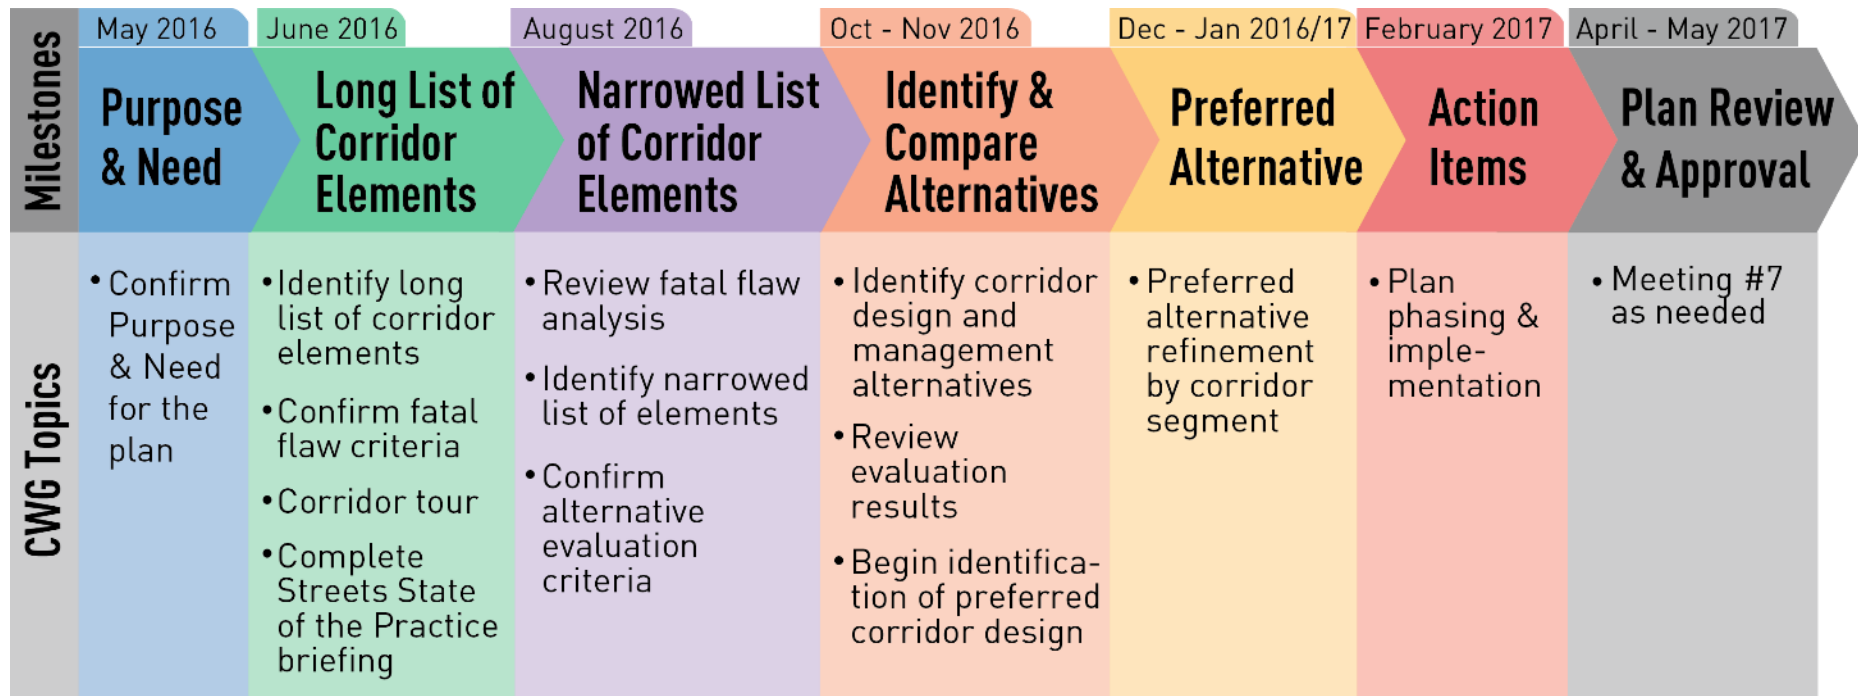 Milestones
May 2016
Purpose
& Need
June 2016
Long List of
Corridor
Elements
August 2016
Narrowed List
of Corridor
Elements
Oct - Nov 2016
Identify &
Compare
Alternatives
Dec - Jan 2016/17
Preferred
Alternative
February 2017
Action
Items
April - May 2017
Plan Review
& Approval
CWG Topics
• Confirm
Purpose
& Need
for the
plan
• Identify long
list of corridor
elements
• Confirm fatal
flaw criteria
• Corridor tour
• Complete
Streets State
of the Practice
briefing
• Review fatal flaw
analysis
• Identify narrowed
list of elements
• Confirm
alternative
evaluation
criteria
• Identify corridor
design and
management
alternatives
• Review
evaluation
results
• Begin identifica-
tion of preferred
corridor design
• Preferred
alternative
refinement
by corridor
segment
• Plan
phasing &
imple-
mentation
• Meeting #7
as needed